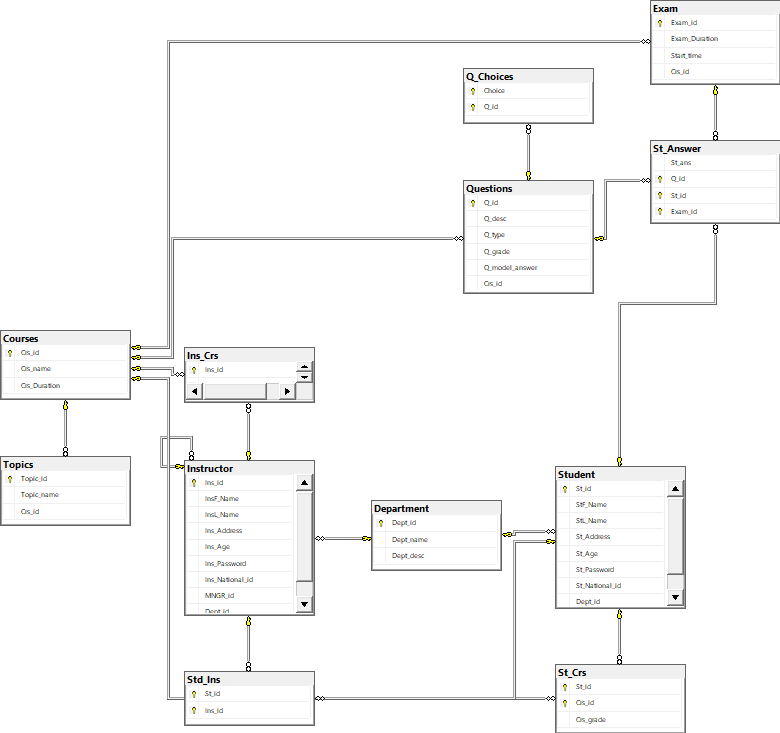 Exam
Exam_id
Exam_Duration
Start_time
Crs_id
Q_Choices
Choice
Q_id
St_Answer
St_ans
Q_id
St_id
Exam_id
Questions
Q_id
Q_desc
Q_type
Q_grade
Q_model_answer
Crs_id
Courses
Crs_id
Crs_name
Crs_Duration
Ins_Crs
Ins_id
Topics
Topic_id
Topic_name
Crs_id
Instructor
Ins_id
InsF_Name
InsL_Name
Ins_Address
Ins_Age
Ins_Password
Ins_National_id
MNGR_id
Dept_id
Department
Dept_id
Dept_name
Dept_desc
Student
St_id
StF_Name
StL_Name
St_Address
St_Age
St_Password
St_National_id
Dept_id
Std_Ins
St_id
Ins_id
St_Crs
St_id
Crs_id
Crs_grade